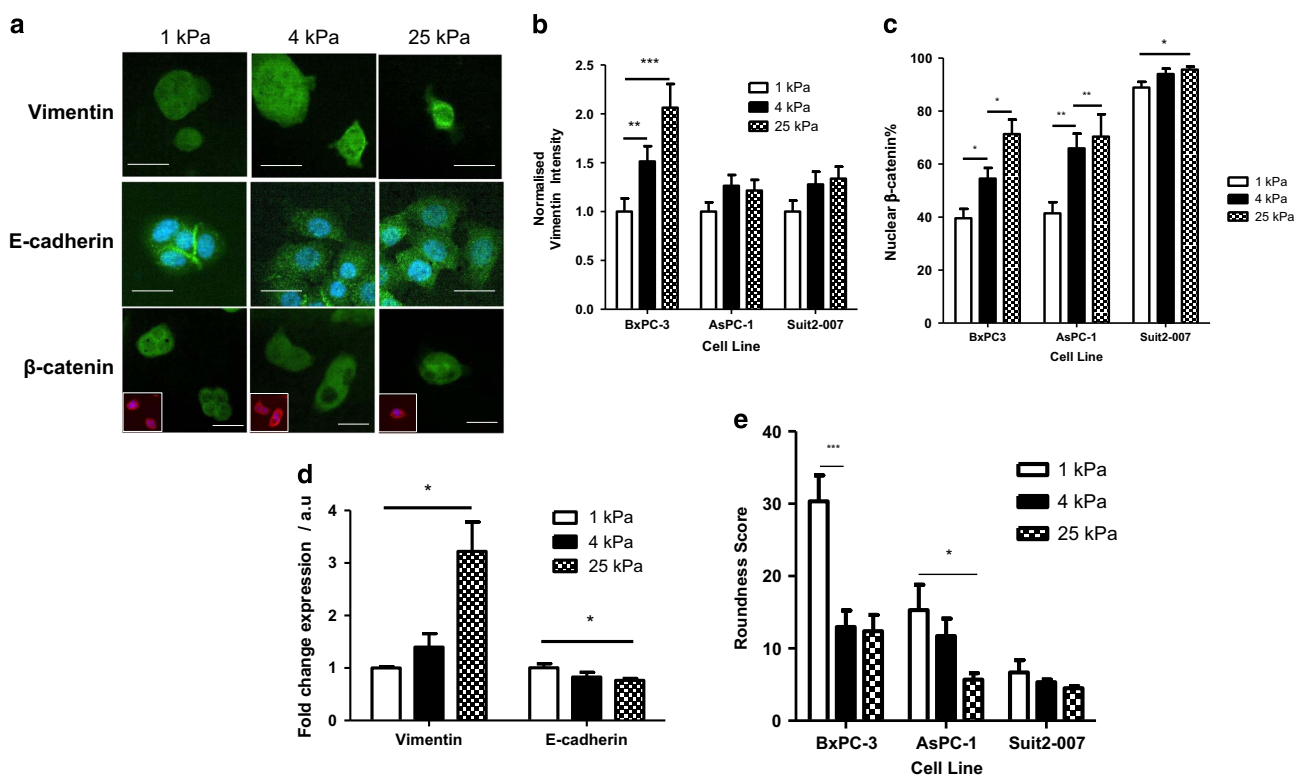 a
1 kPa 4 kPa 25 kPa
Vimentin
E-cadherin
β-catenin
b
Normalised
Vimentin Intensity
2.5
2.0
1.5
1.0
0.5
0.0
***
**
1 kPa
4 kPa
25 kPa
BxPC-3 AsPC-1 Suit2-007
Cell Line
c
Nuclear β-catenin%
100
80
60
40
20
0
*
*
**
**
*
1 kPa
4 kPa
25 kPa
BxPC3 AsPC-1 Suit2-007
Cell Line
d
Fold change expression / a.u
4
3
2
1
0
*
*
1 kPa
4 kPa
25 kPa
Vimentin E-cadherin
e
Roundness Score
40
30
20
10
0
***
*
1 kPa
4 kPa
25 kPa
BxPC-3 AsPC-1 Suit2-007
Cell Line